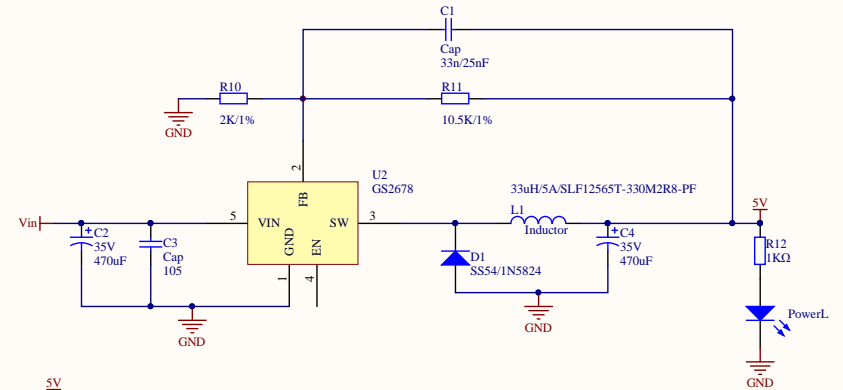 C1
Cap
33n/25nF
R10
R11
GND
2K/1%
10.5K/1%
2
U2
GS2678
FB
33uH/5A/SLF12565T-330M2R8-PF
Vin
5
VIN
SW
3
L1
Inductor
5V
+
C2
35V
470uF
C3
Cap
105
GND
EN
1
4
D1
SS54/1N5824
+
C4
35V
470uF
R12
1KΩ
GND
GND
PowerL
GND
5V